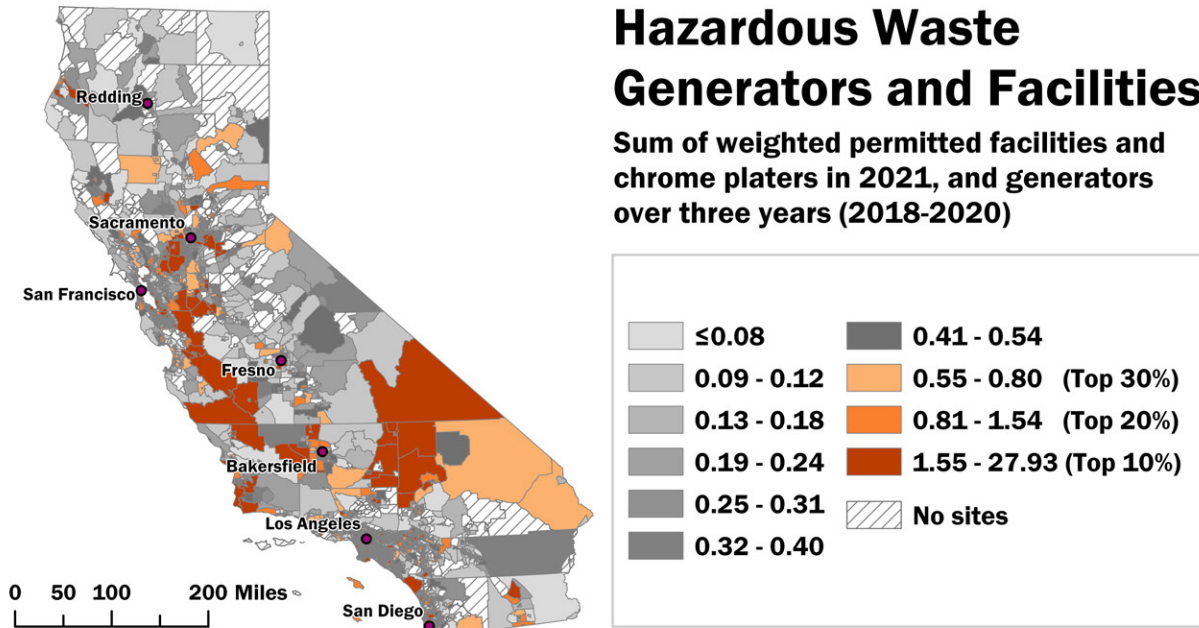 Hazardous Waste
Generators and Facilities
Sum of weighted permitted facilities and
chrome platers in 2021, and generators
over three years (2018-2020)
Redding
Sacramento
San Francisco
Fresno
Bakersfield
Los Angeles
San Diego
0 50 100 200 Miles
≤0.08
0.09 - 0.12
0.13 - 0.18
0.19 - 0.24
0.25 - 0.31
0.32 - 0.40
0.41 - 0.54
0.55 - 0.80 (Top 30%)
0.81 - 1.54 (Top 20%)
1.55 - 27.93 (Top 10%)
No sites